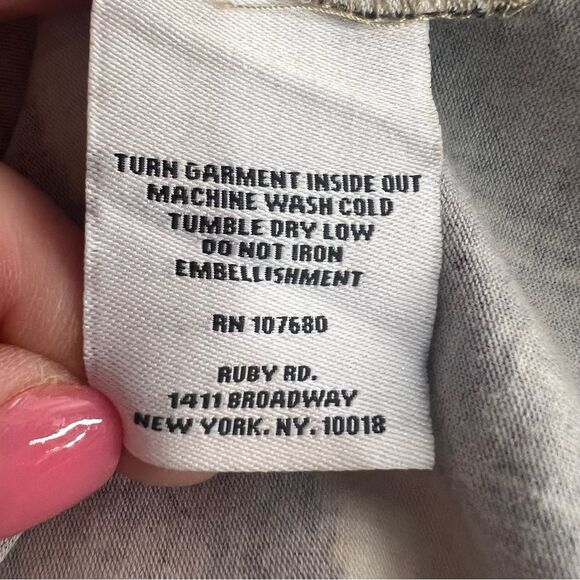 TURN GARMENT INSIDE OUT
MACHINE WASH COLD
TUMBLE DRY LOW
DO NOT IRON
EMBELLISHMENT
RN 107680
RUBY RD.
1411 BROADWAY
NEW YORK. NY. 10018